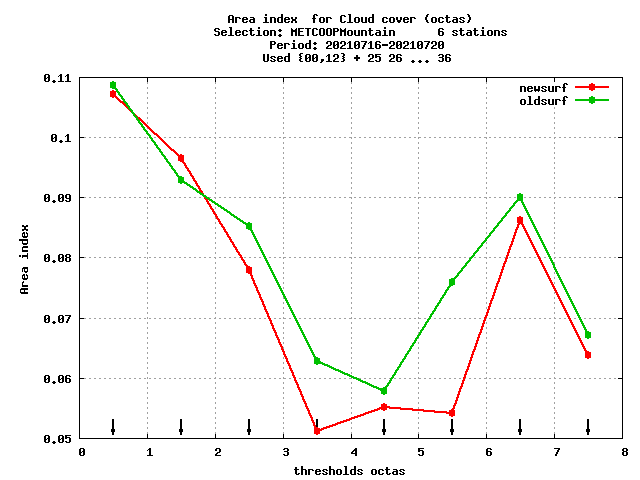 Area index  for Cloud cover (octas)
Selection: METCOOPMountain      6 stations
Period: 20210716-20210720
Used {00,12} + 25 26 ... 36
newsurf
oldsurf
0.11
0.1
0.09
0.08
0.07
0.06
0.05
Area index
0 1 2 3 4 5 6 7 8
thresholds octas